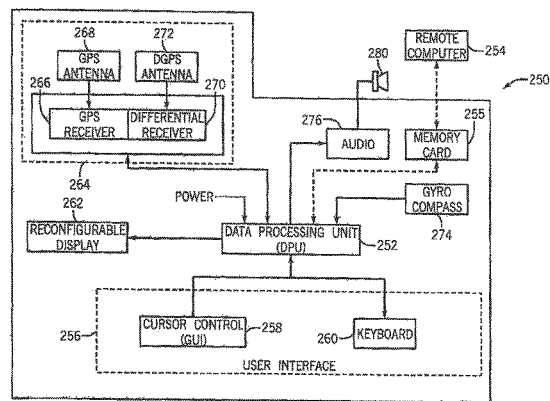 268
272
280
REMOTE
COMPUTER
254
GPS
ANTENNA
DGPS
ANTENNA
250
266
270
GPS
RECEIVER
DIFFERENTIAL
RECEIVER
276
AUDIO
255
MEMORY
CARD
264
262
POWER
GYRO
COMPASS
274
RECONFIGURABLE
DISPLAY
DATA PROCESSING UNIT
(DPU)
252
256
CURSOR CONTROL
(GUI)
258
260
KEYBOARD
USER INTERFACE